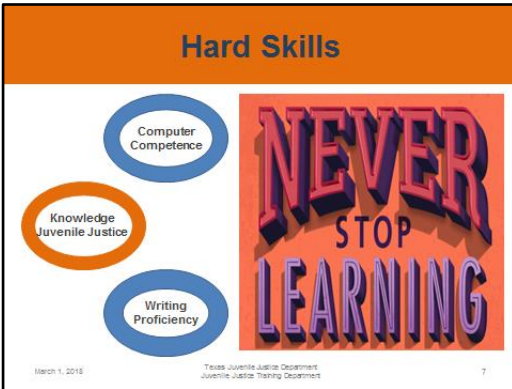 Hard Skills
Computer
Competence
Knowledge
Juvenile Justice
Writing
Proficiency
NEVER
STOP
LEARNING
March 1, 2018
Texas Juvenile Justice Department
Juvenile Justice Training Department
7